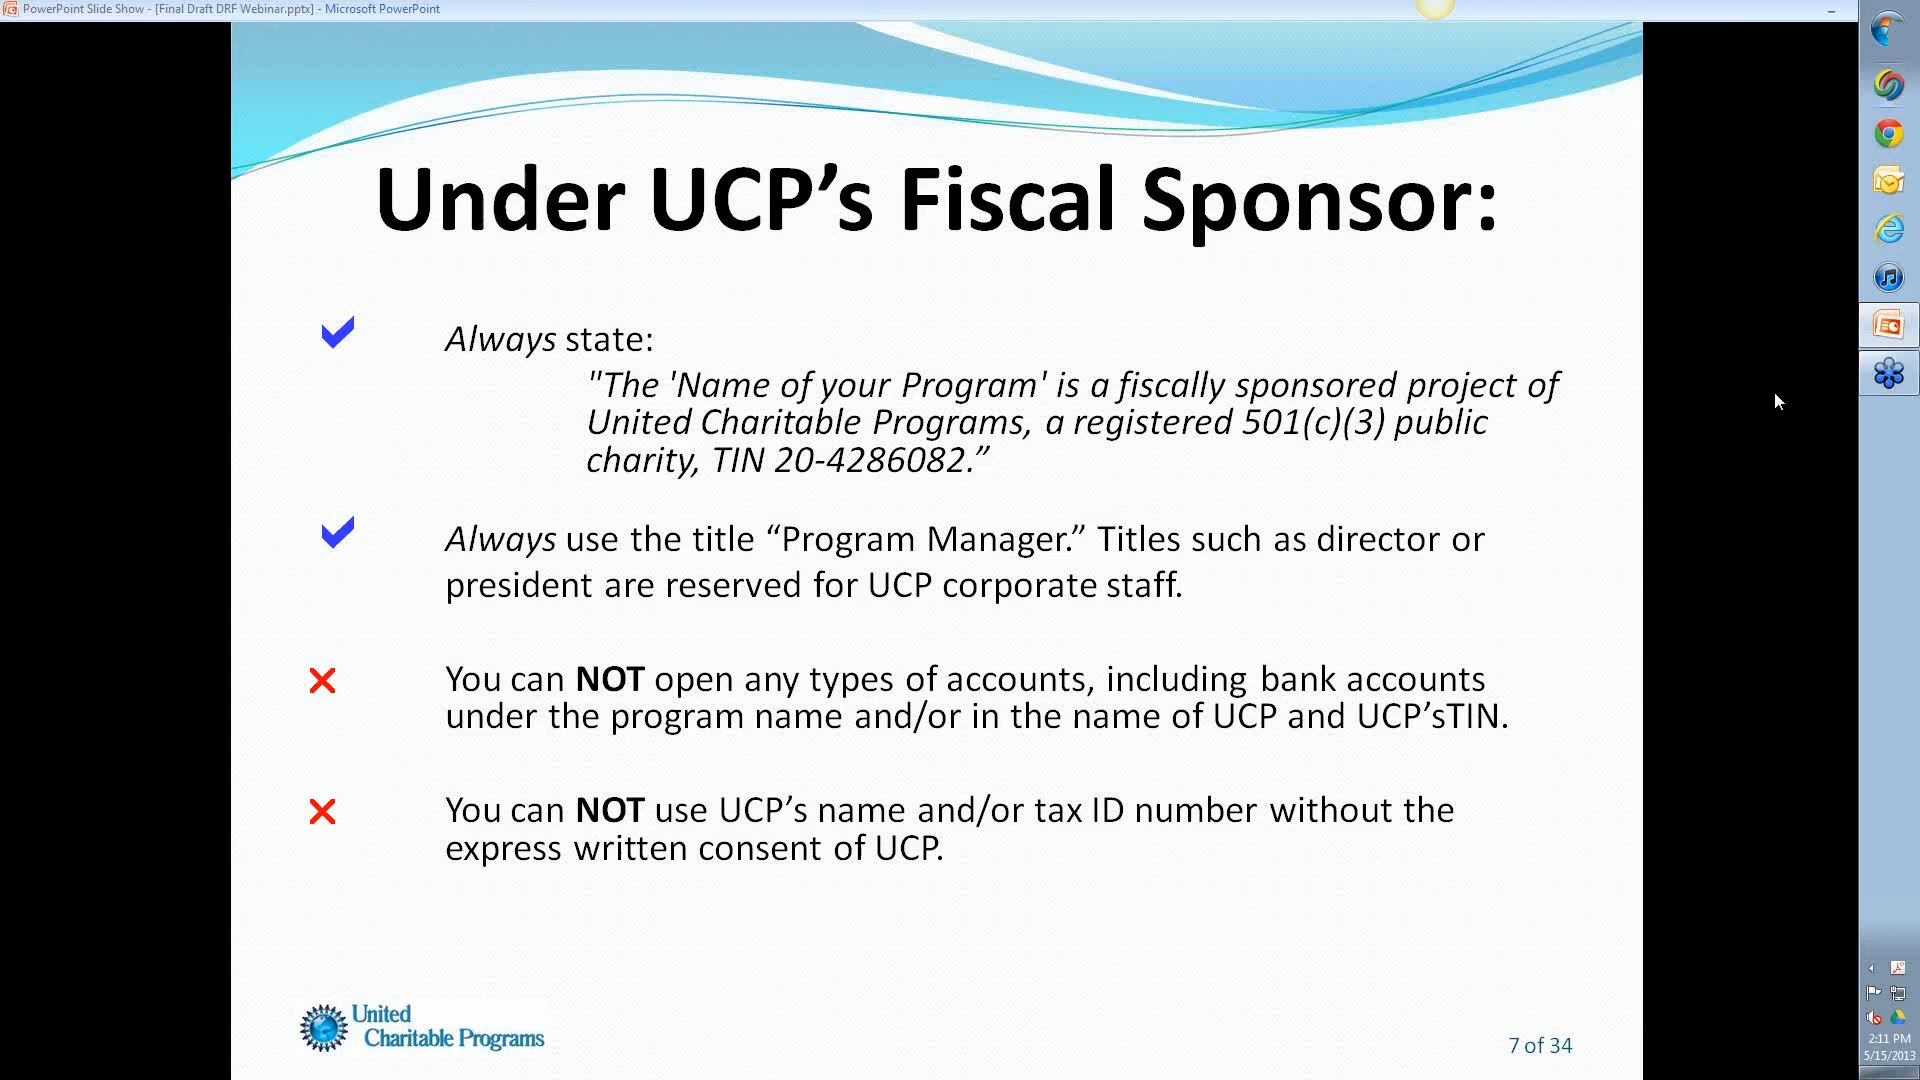 PowerPoint Slide Show - [Final Draft DRF Webinar.pptx] - Microsoft PowerPoint
Under UCP’s Fiscal Sponsor:
Always state:
"The 'Name of your Program' is a fiscally sponsored project of
United Charitable Programs, a registered 501(c)(3) public
charity, TIN 20-4286082.”
Always use the title “Program Manager.” Titles such as director or
president are reserved for UCP corporate staff.
You can NOT open any types of accounts, including bank accounts
under the program name and/or in the name of UCP and UCP’sTIN.
You can NOT use UCP’s name and/or tax ID number without the
express written consent of UCP.
United
Charitable Programs
7 of 34
2:11 PM
5/15/2013